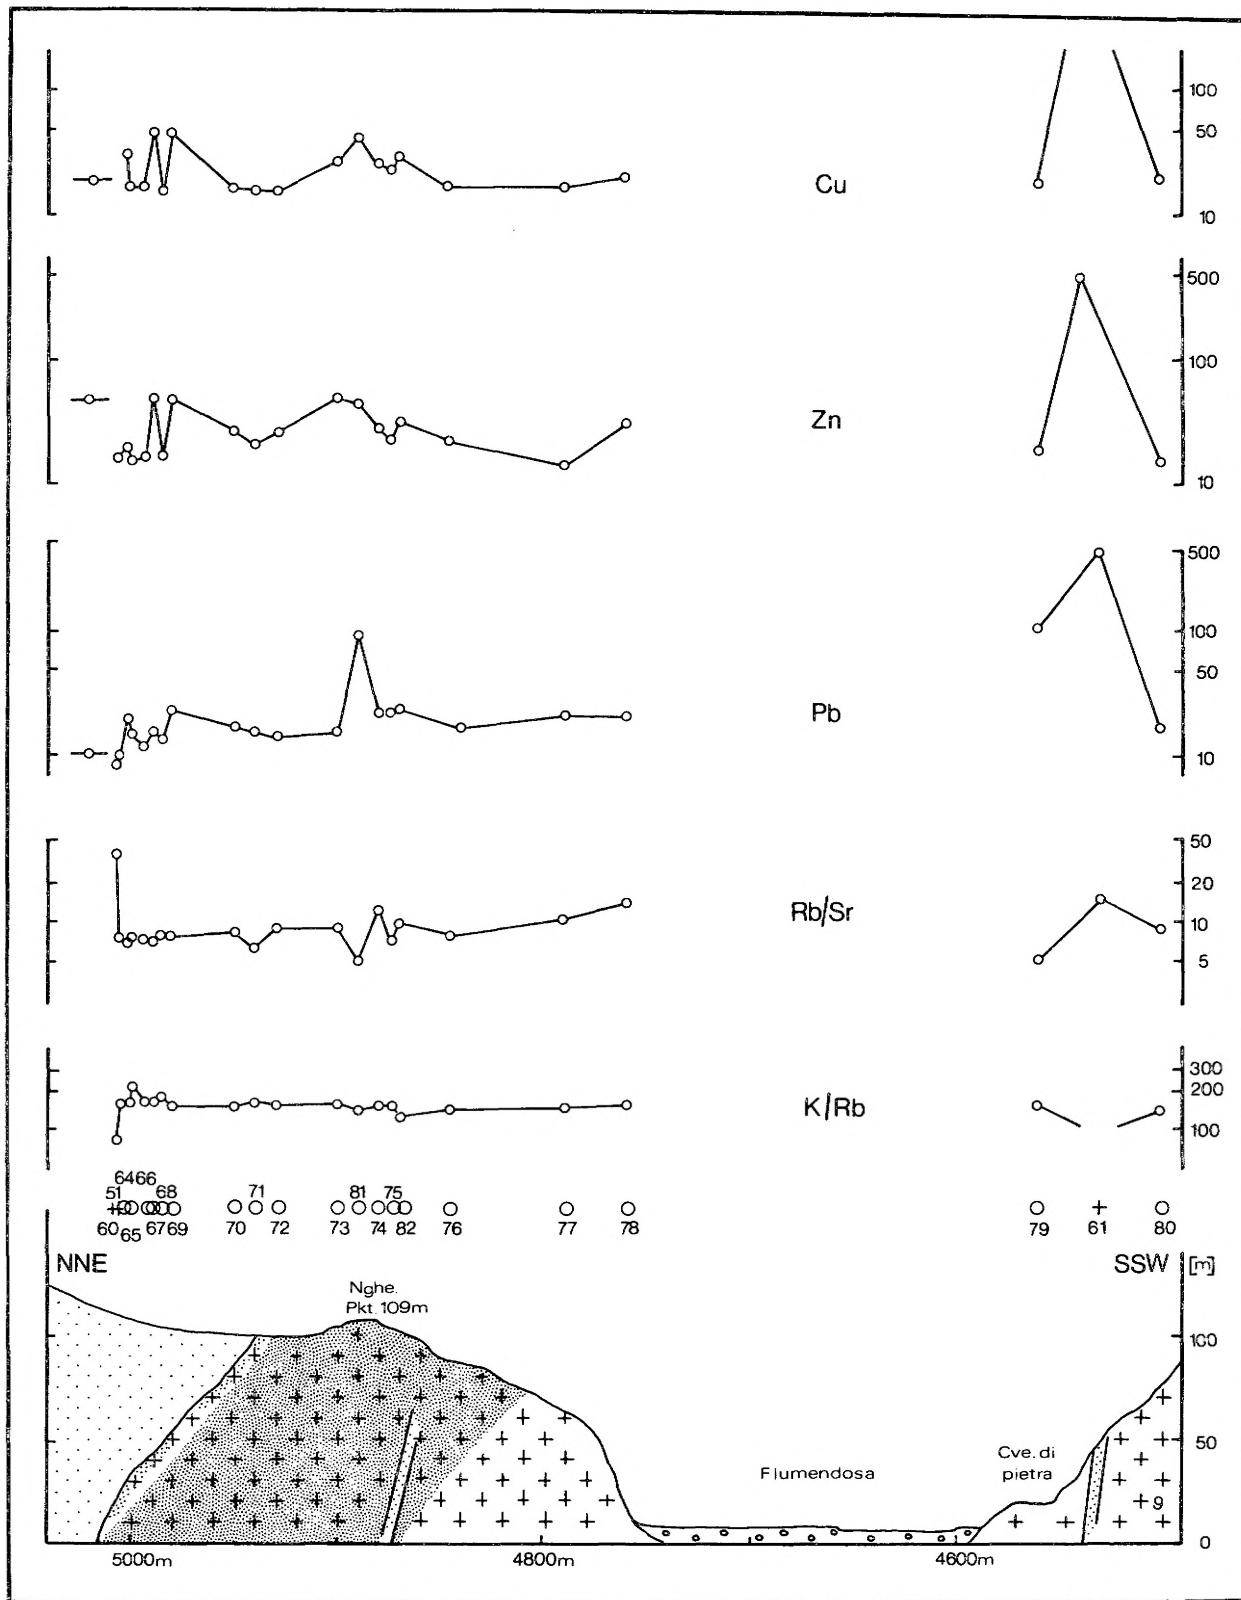 100
50
Cu
10
500
100
Zn
10
500
100
50
Pb
10
50
20
Rb/Sr
10
5
300
200
K/Rb
100
64 66
51 68 71 81 75
60 67 69 70 72 73 74 82 76 77 78 79 61 80
65
NNE SSW [m]
Nghe.
Pkt. 109m
100
50
Cve. di
Flumendosa pietra
9
0
5000m 4800m 4600m